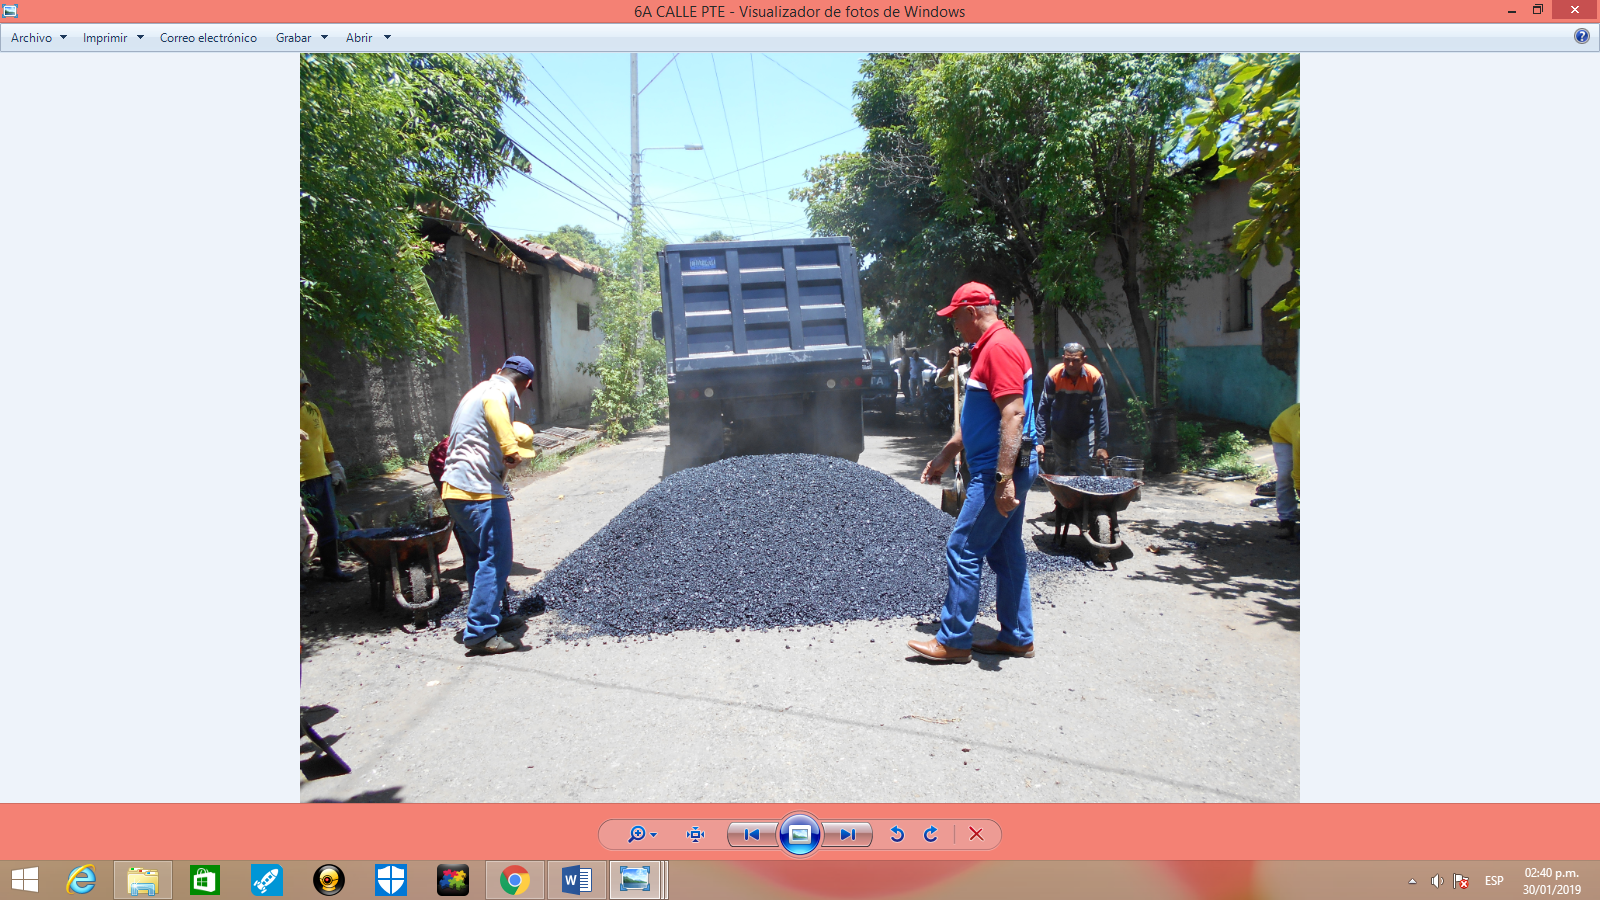 6A CALLE PTE - Visualizador de fotos de Windows
Archivo Imprimir Correo electrónico Grabar Abrir
ESP
02:40 p.m.
30/01/2019